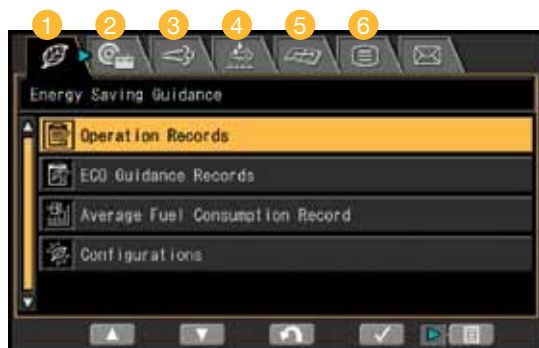 1 2 3 4 5 6
Energy Saving Guidance
Operation Records
ECO Guidance Records
Average Fuel Consumption Record
Configurations